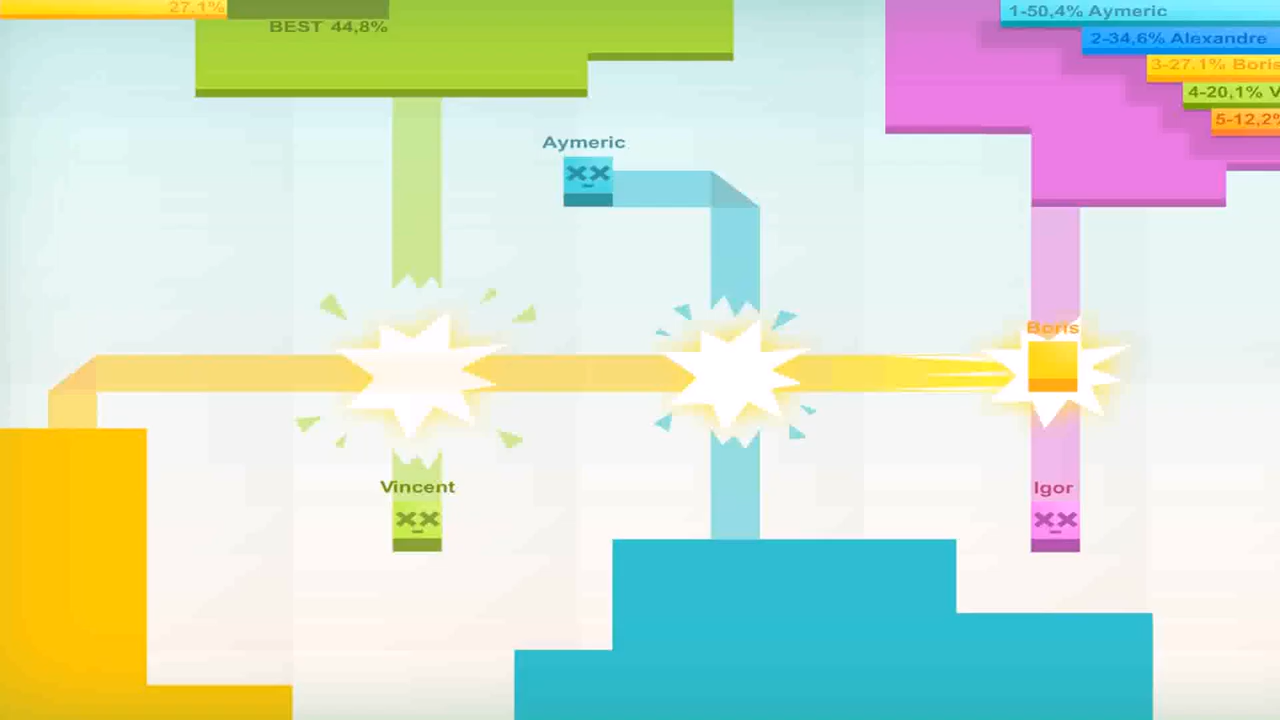 27.1%
BEST 44,8%
1-50,4% Aymeric
2-34,6% Alexandre
3-27.1% Boris
4-20,1% V
5-12,2%
Aymeric
Boris
Vincent
Igor